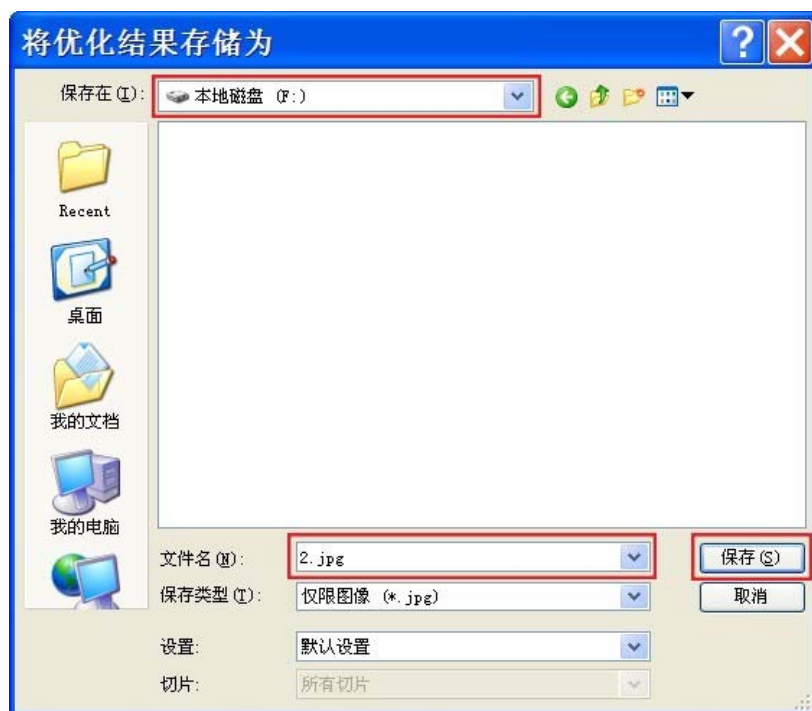 将优化结果存储为
保存在(I): 本地磁盘 (F:)
Recent
桌面
我的文档
我的电脑
文件名(N): 2.jpg 保存(S)
保存类型(T): 仅限图像 (*.jpg) 取消
设置: 默认设置
切片: 所有切片